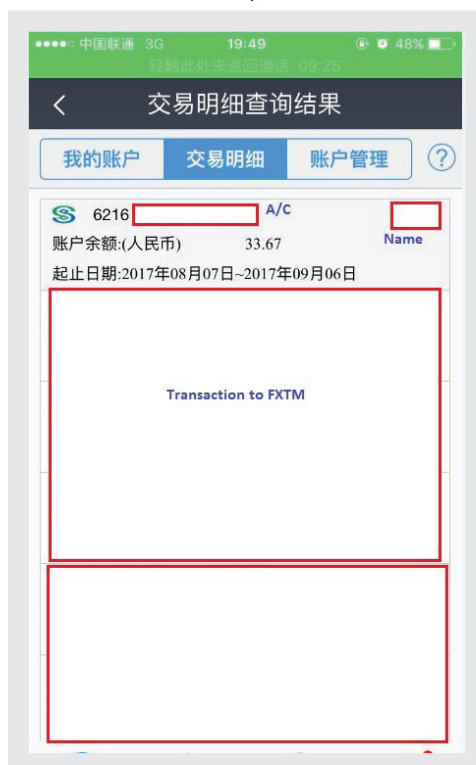 中国联通 3G 19:49 48%
轻触此处来返回通话 09:25
交易明细查询结果
我的账户 交易明细 账户管理 ?
6216 A/C
账户余额:(人民币) 33.67 Name
起止日期:2017年08月07日~2017年09月06日
Transaction to FXTM